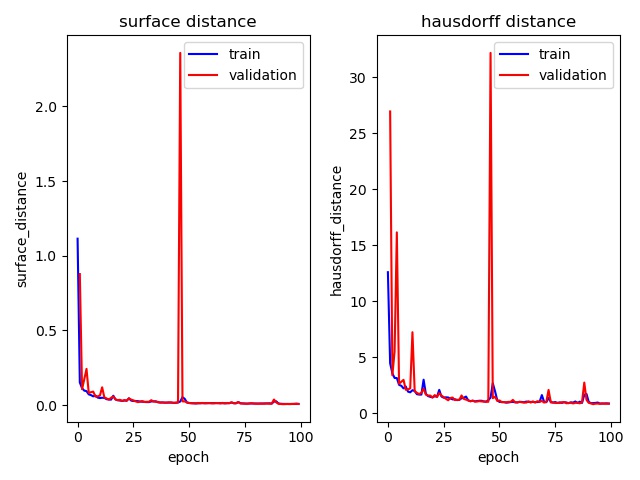 surface distance
train
validation
surface_distance
2.0
1.5
1.0
0.5
0.0
0
25
50
75
100
epoch
hausdorff distance
train
validation
hausdorff_distance
30
25
20
15
10
5
0
0
25
50
75
100
epoch